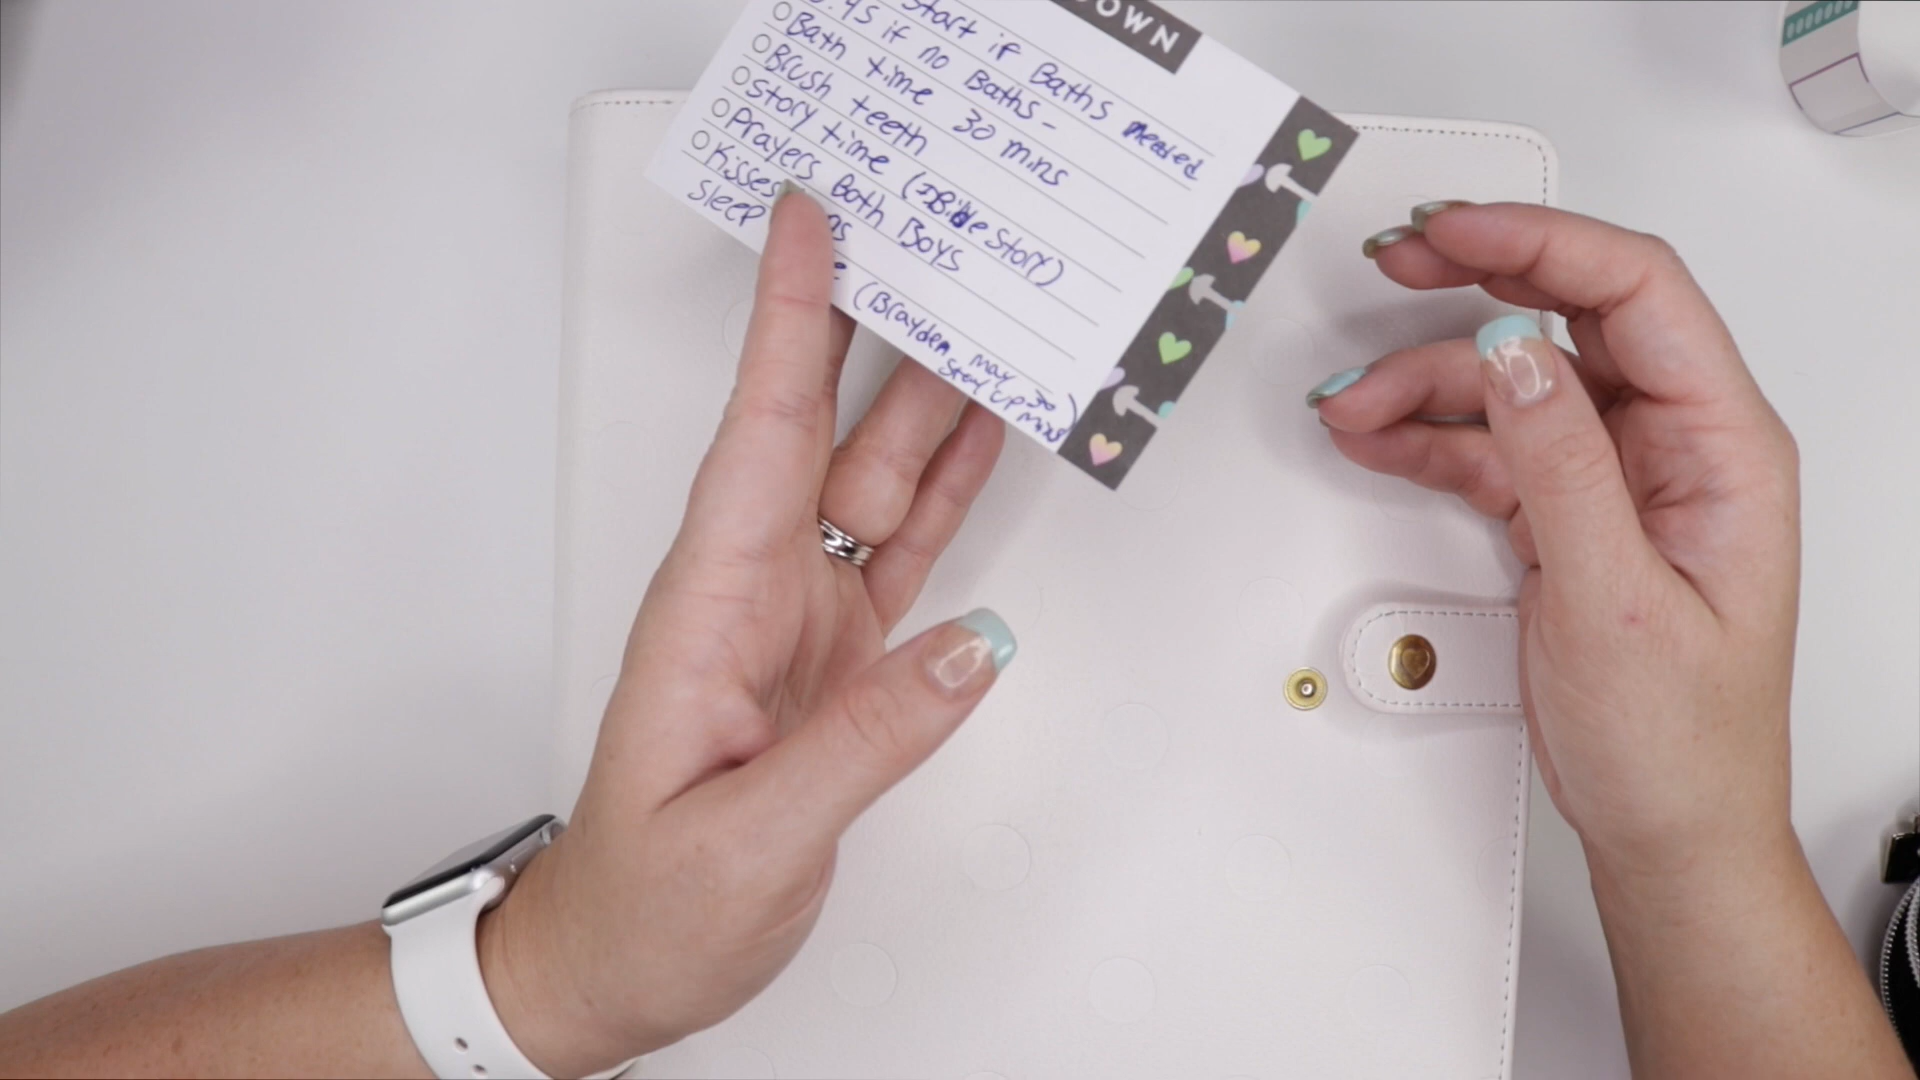 DOWN
start if Baths needed
.45 if no Baths-
Bath time 30 mins
Brush teeth
Story time (Bible Story)
Prayers Both Boys
Kisses
Sleep (Brayden may stay up 30 mins)